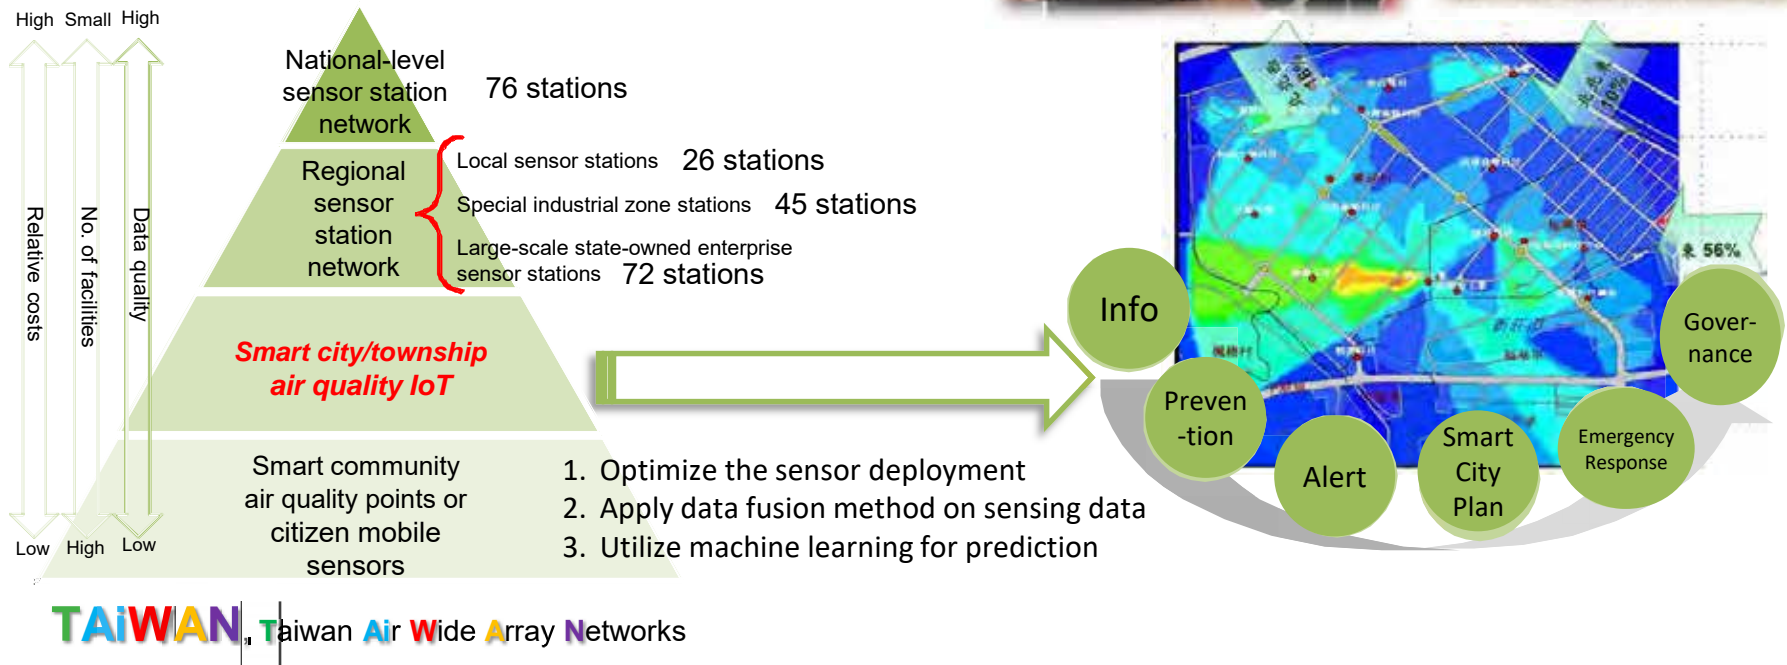 High Small High
National-level
sensor station
network
76 stations
Regional
sensor
station
network
Local sensor stations 26 stations
Special industrial zone stations 45 stations
Large-scale state-owned enterprise
sensor stations 72 stations
Relative costs
No. of facilities
Data quality
Smart city/township
air quality IoT
Smart community
air quality points or
citizen mobile
sensors
Low High Low
1. Optimize the sensor deployment
2. Apply data fusion method on sensing data
3. Utilize machine learning for prediction
10%
東 56%
Info
Preven
-tion
Alert
Smart
City
Plan
Emergency
Response
Gover-
nance
TAiWAN, Taiwan Air Wide Array Networks